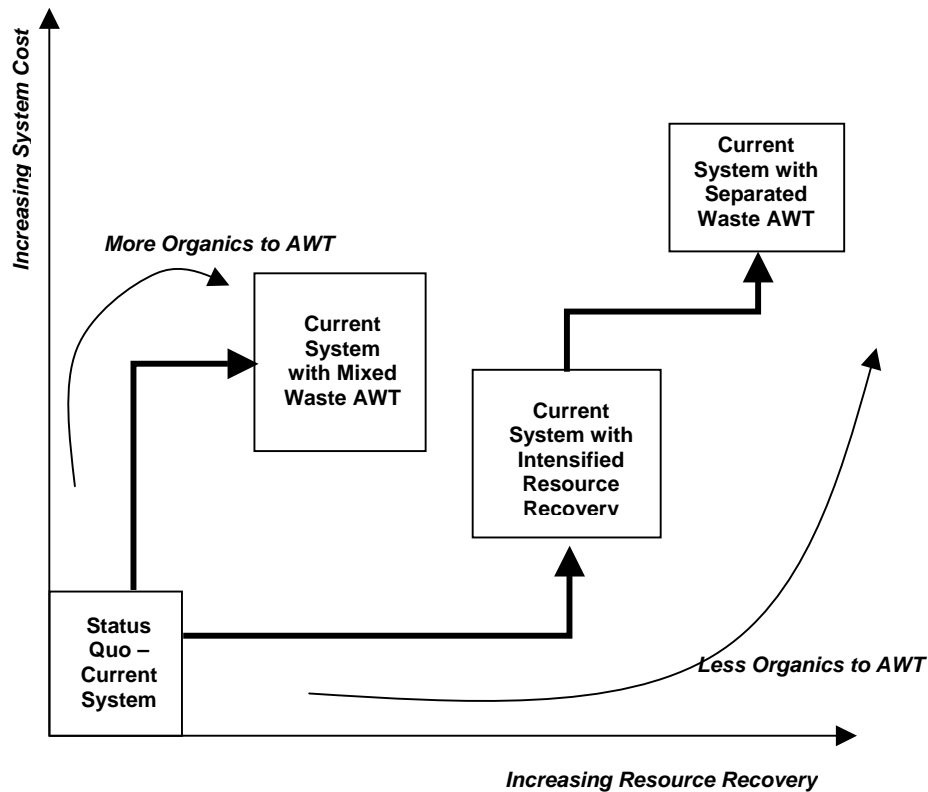 Increasing System Cost
More Organics to AWT
Current
System with
Separated
Waste AWT
Current
System
with Mixed
Waste AWT
Current
System with
Intensified
Resource
Recovery
Status
Quo –
Current
System
Less Organics to AWT
Increasing Resource Recovery